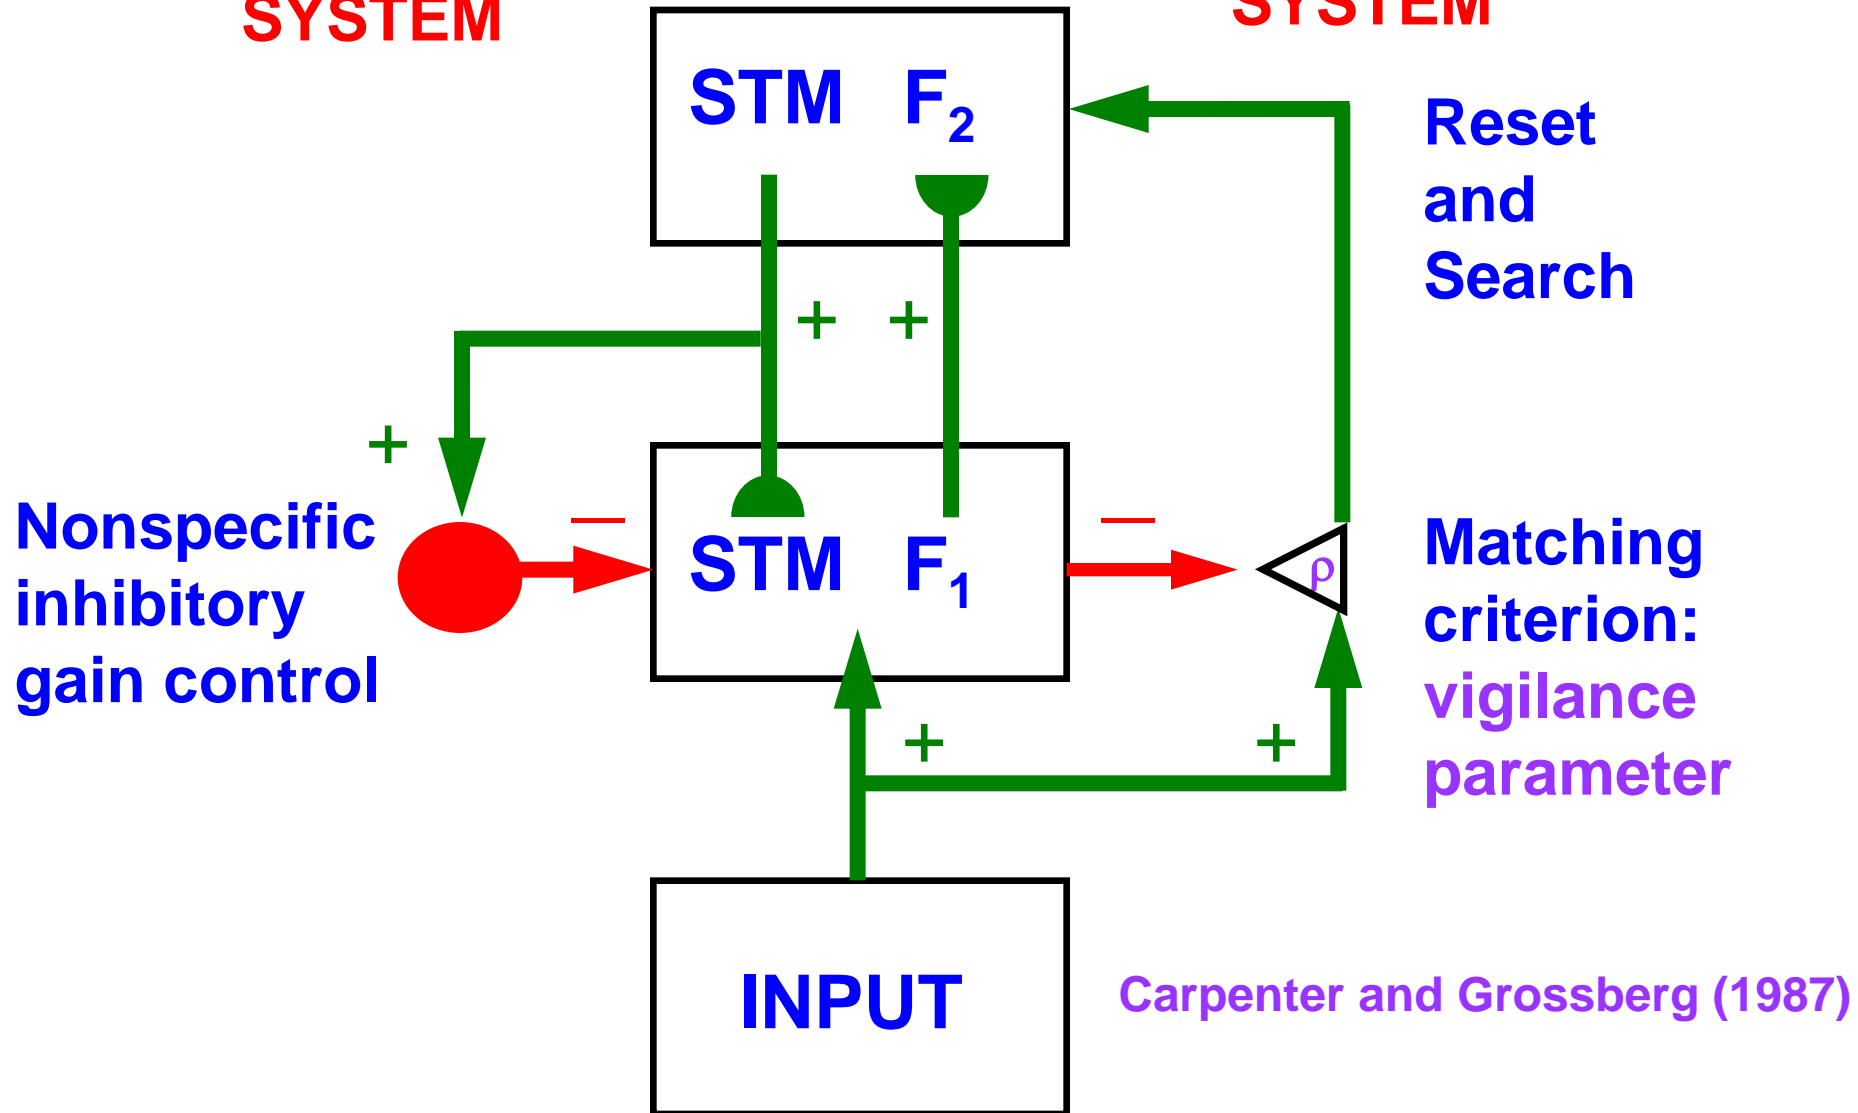 SYSTEM
SYSTEM
STM F₂
Reset
and
Search
+ +
+
Nonspecific
inhibitory
gain control
−
STM F₁
−
ρ
Matching
criterion:
vigilance
parameter
+ +
INPUT
Carpenter and Grossberg (1987)